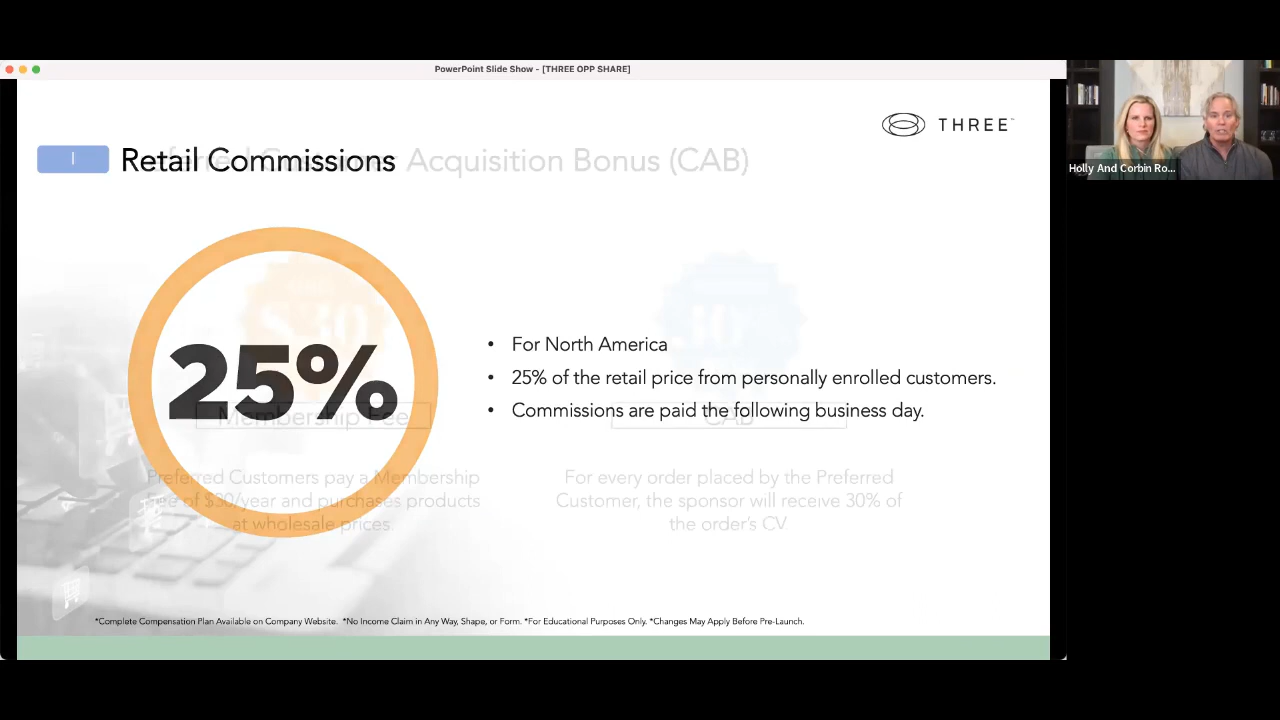 PowerPoint Slide Show - [THREE OPP SHARE]
THREE
I
Retail Commissions
Acquisition Bonus (CAB)
25%
• For North America
• 25% of the retail price from personally enrolled customers.
• Commissions are paid the following business day.
Membership Fee
CAB
Preferred Customers pay a Membership
Fee of $30/year and purchases products
at wholesale prices.
For every order placed by the Preferred
Customer, the sponsor will receive 30% of
the order's CV
*Complete Compensation Plan Available on Company Website. *No Income Claim in Any Way, Shape, or Form. *For Educational Purposes Only. *Changes May Apply Before Pre-Launch.
Holly And Corbin Ro...